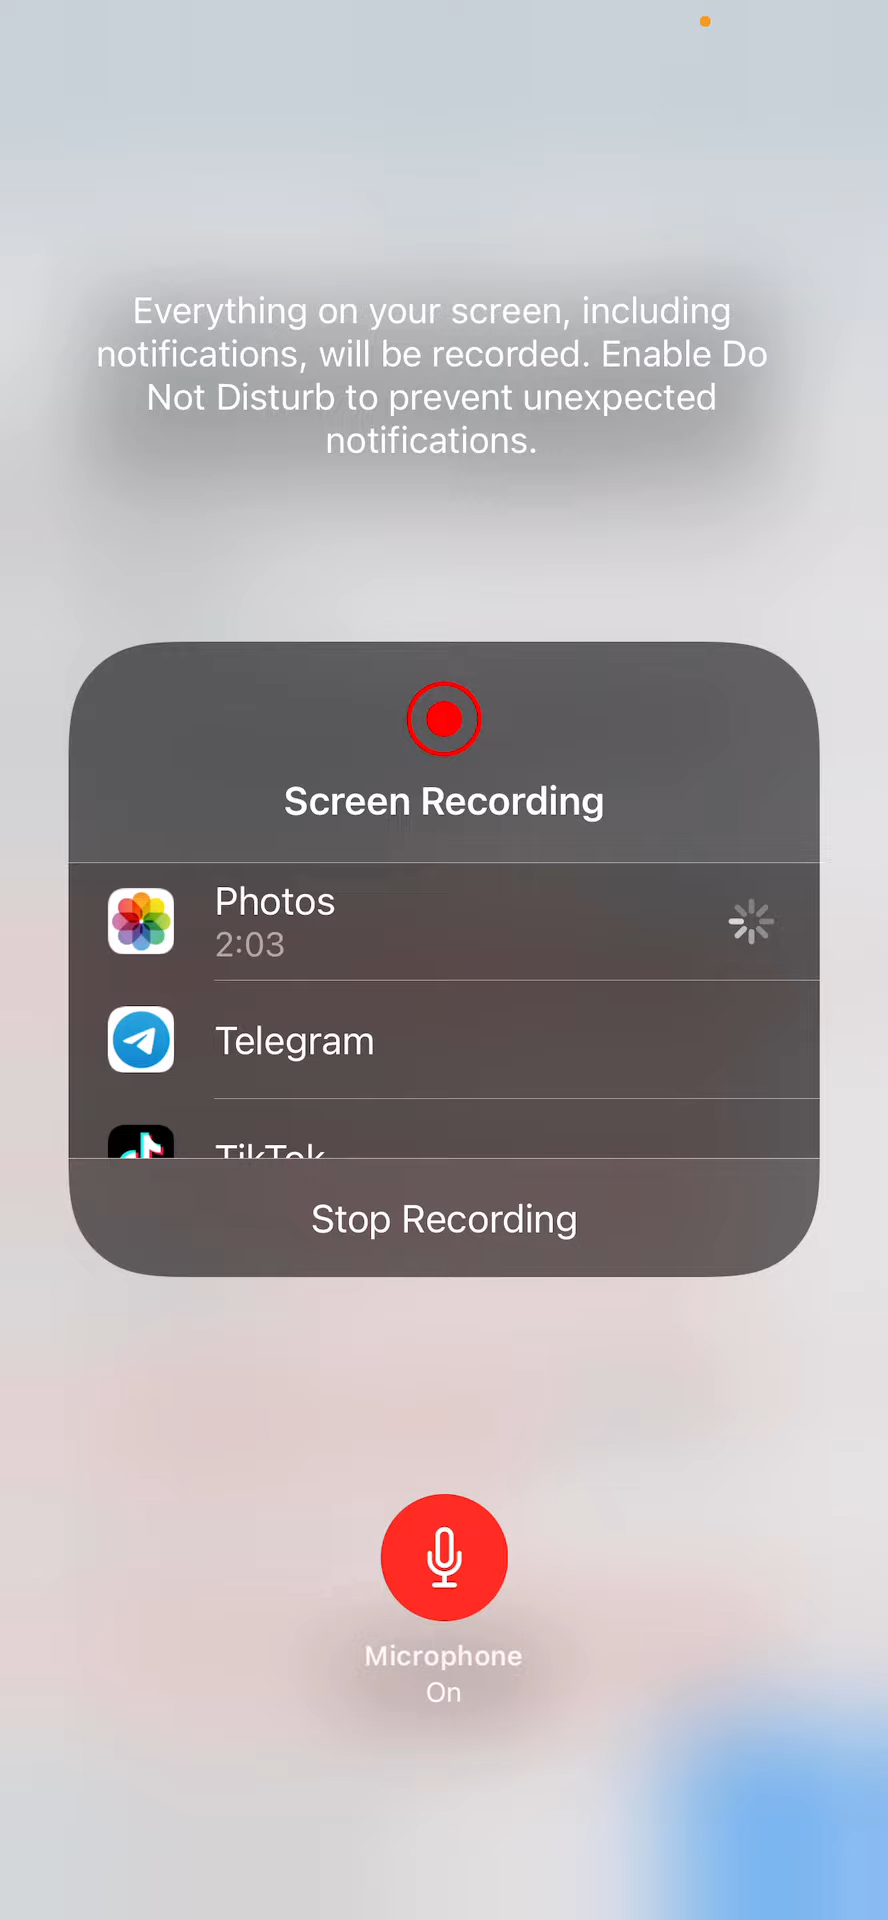 Everything on your screen, including
notifications, will be recorded. Enable Do
Not Disturb to prevent unexpected
notifications.
Screen Recording
Photos
2:03
Telegram
TikTok
Stop Recording
Microphone
On